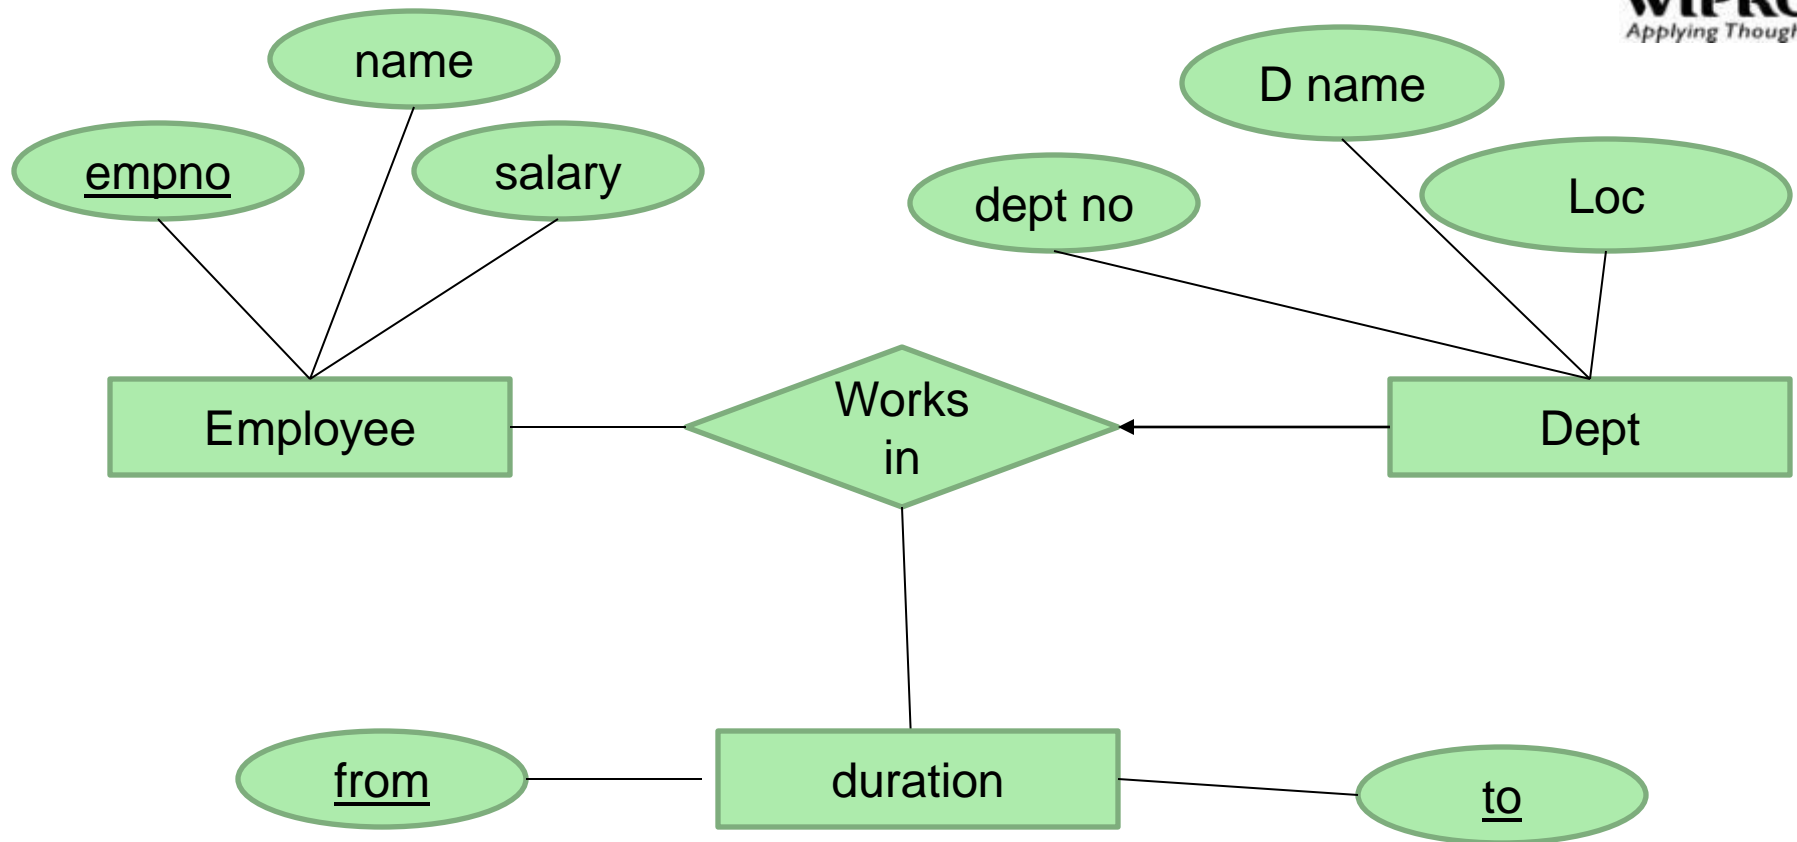 name
D name
empno
salary
dept no
Loc
Employee
Works
in
Dept
from
duration
to